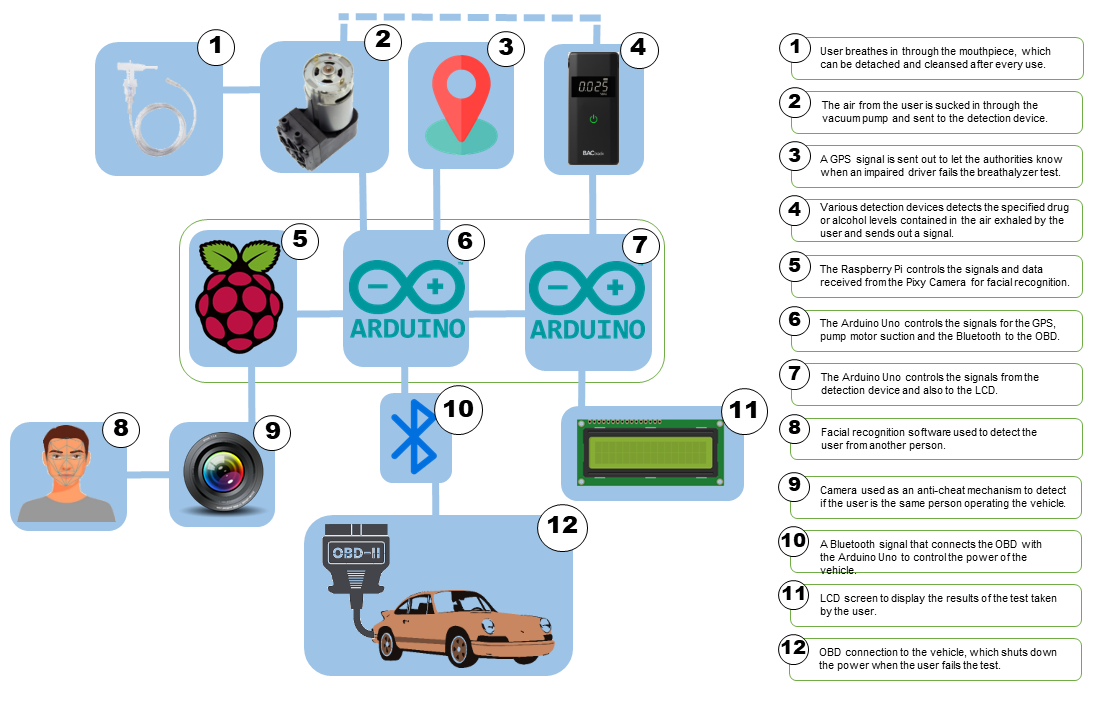 1
2
3
4
0.025
BACtrack
5
6
7
ARDUINO
ARDUINO
8
9
10
11
12
OBD-II
1
User breathes in through the mouthpiece, which
can be detached and cleansed after every use.
2
The air from the user is sucked in through the
vacuum pump and sent to the detection device.
3
A GPS signal is sent out to let the authorities know
when an impaired driver fails the breathalyzer test.
4
Various detection devices detects the specified drug
or alcohol levels contained in the air exhaled by the
user and sends out a signal.
5
The Raspberry Pi controls the signals and data
received from the Pixy Camera for facial recognition.
6
The Arduino Uno controls the signals for the GPS,
pump motor suction and the Bluetooth to the OBD.
7
The Arduino Uno controls the signals from the
detection device and also to the LCD.
8
Facial recognition software used to detect the
user from another person.
9
Camera used as an anti-cheat mechanism to detect
if the user is the same person operating the vehicle.
10
A Bluetooth signal that connects the OBD with
the Arduino Uno to control the power of the
vehicle.
11
LCD screen to display the results of the test taken
by the user.
12
OBD connection to the vehicle, which shuts down
the power when the user fails the test.